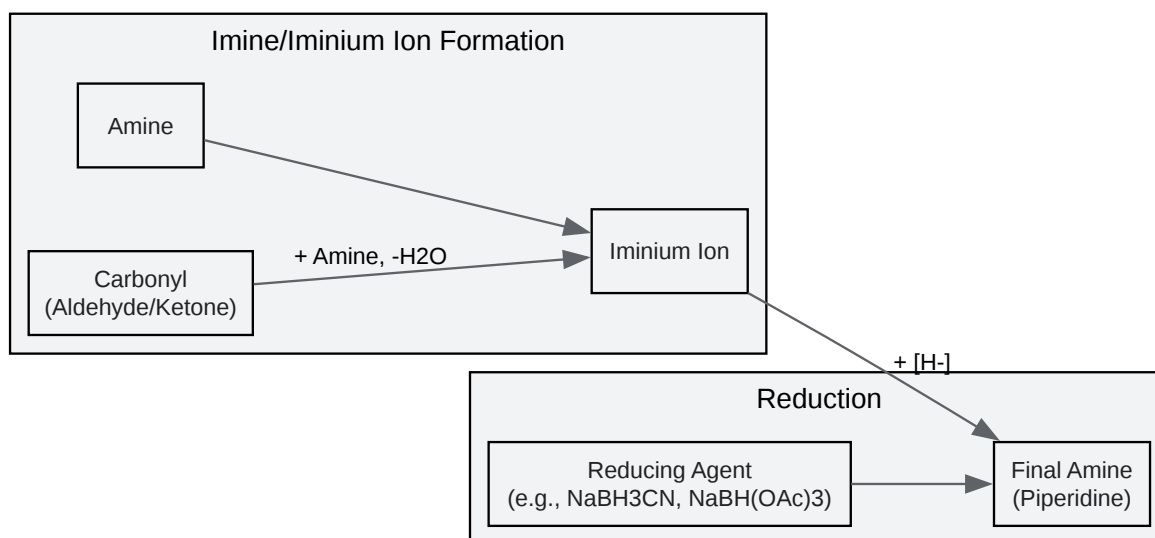 Imine/Iminium Ion Formation
Amine
Carbonyl
(Aldehyde/Ketone)
+ Amine, -H2O
Iminium Ion
+ [H-]
Reduction
Reducing Agent
(e.g., NaBH3CN, NaBH(OAc)3)
Final Amine
(Piperidine)